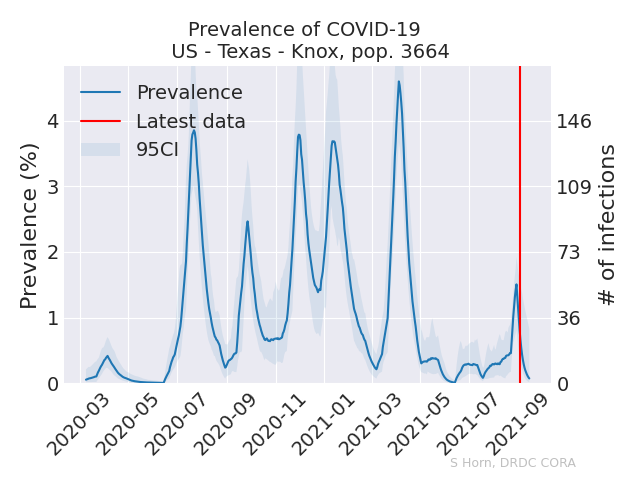 Prevalence of COVID-19
US - Texas - Knox, pop. 3664
Prevalence
Latest data
95CI
Prevalence (%)
4
3
2
1
0
146
109
73
36
0
# of infections
2020-03
2020-05
2020-07
2020-09
2020-11
2021-01
2021-03
2021-05
2021-07
2021-09
S Horn, DRDC CORA